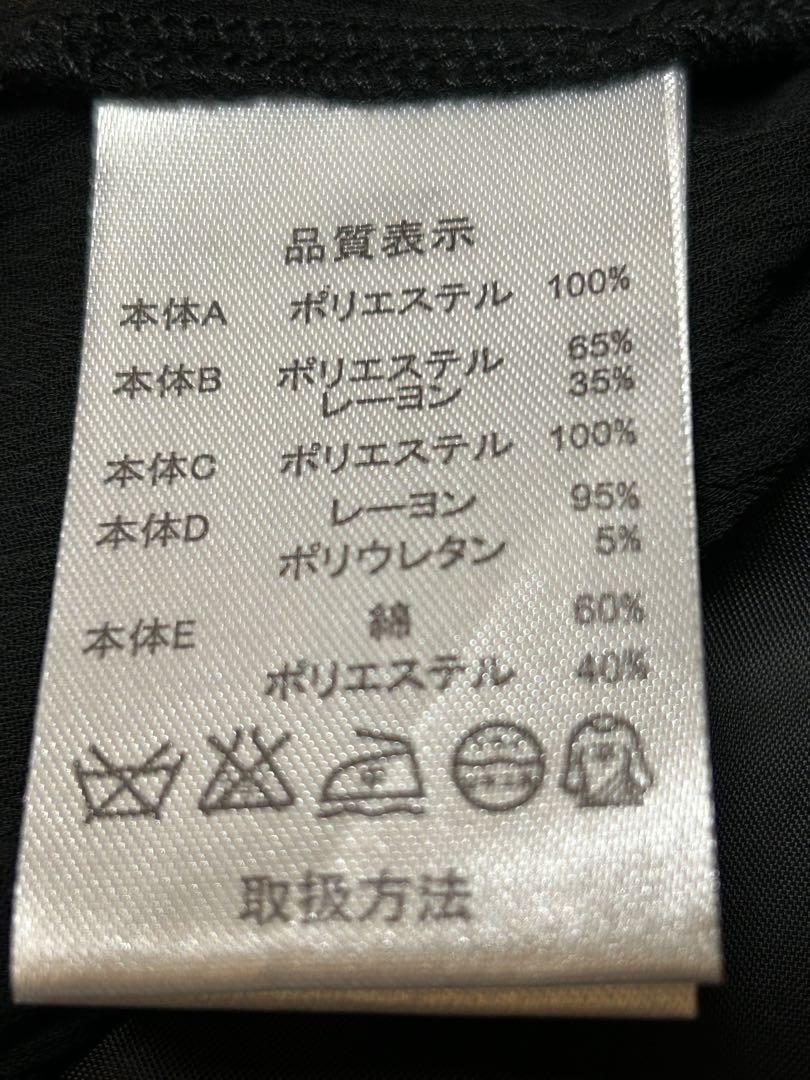 品質表示
本体A ポリエステル 100%
本体B ポリエステル 65%
レーヨン 35%
本体C ポリエステル 100%
本体D レーヨン 95%
ポリウレタン 5%
本体E 綿 60%
ポリエステル 40%
取扱方法